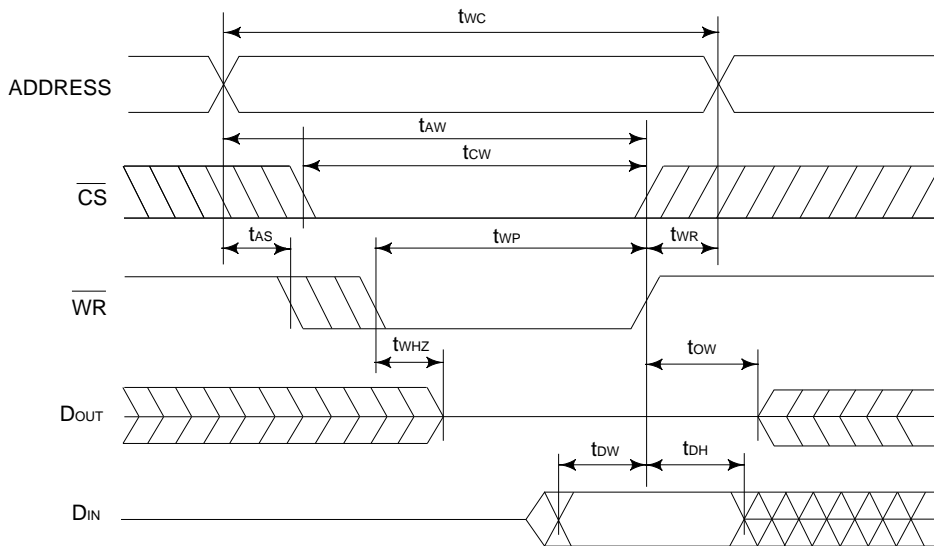 tWC
ADDRESS
tAW
tCW
CS
tAS
tWP
tWR
WR
tWHZ
tOW
DOUT
tDW
tDH
DIN